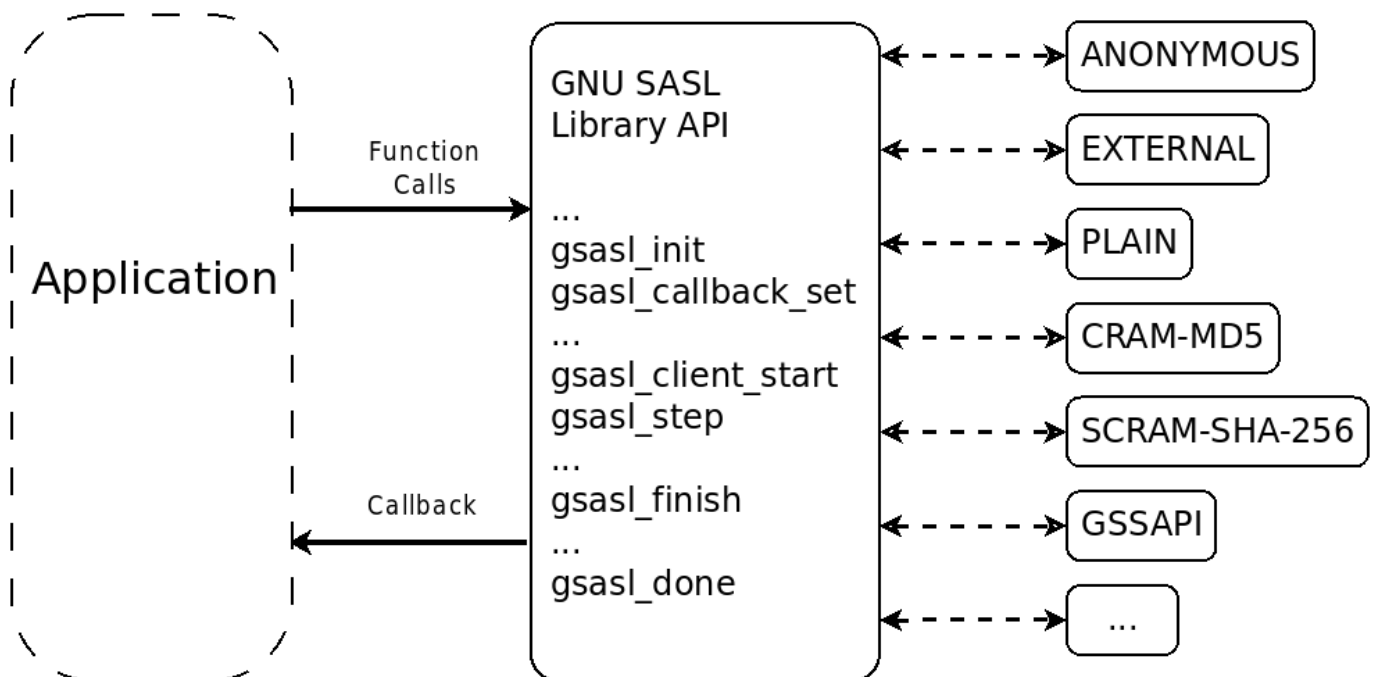 Application
Function
Calls
Callback
GNU SASL
Library API
...
gsasl_init
gsasl_callback_set
...
gsasl_client_start
gsasl_step
...
gsasl_finish
...
gsasl_done
ANONYMOUS
EXTERNAL
PLAIN
CRAM-MD5
SCRAM-SHA-256
GSSAPI
...